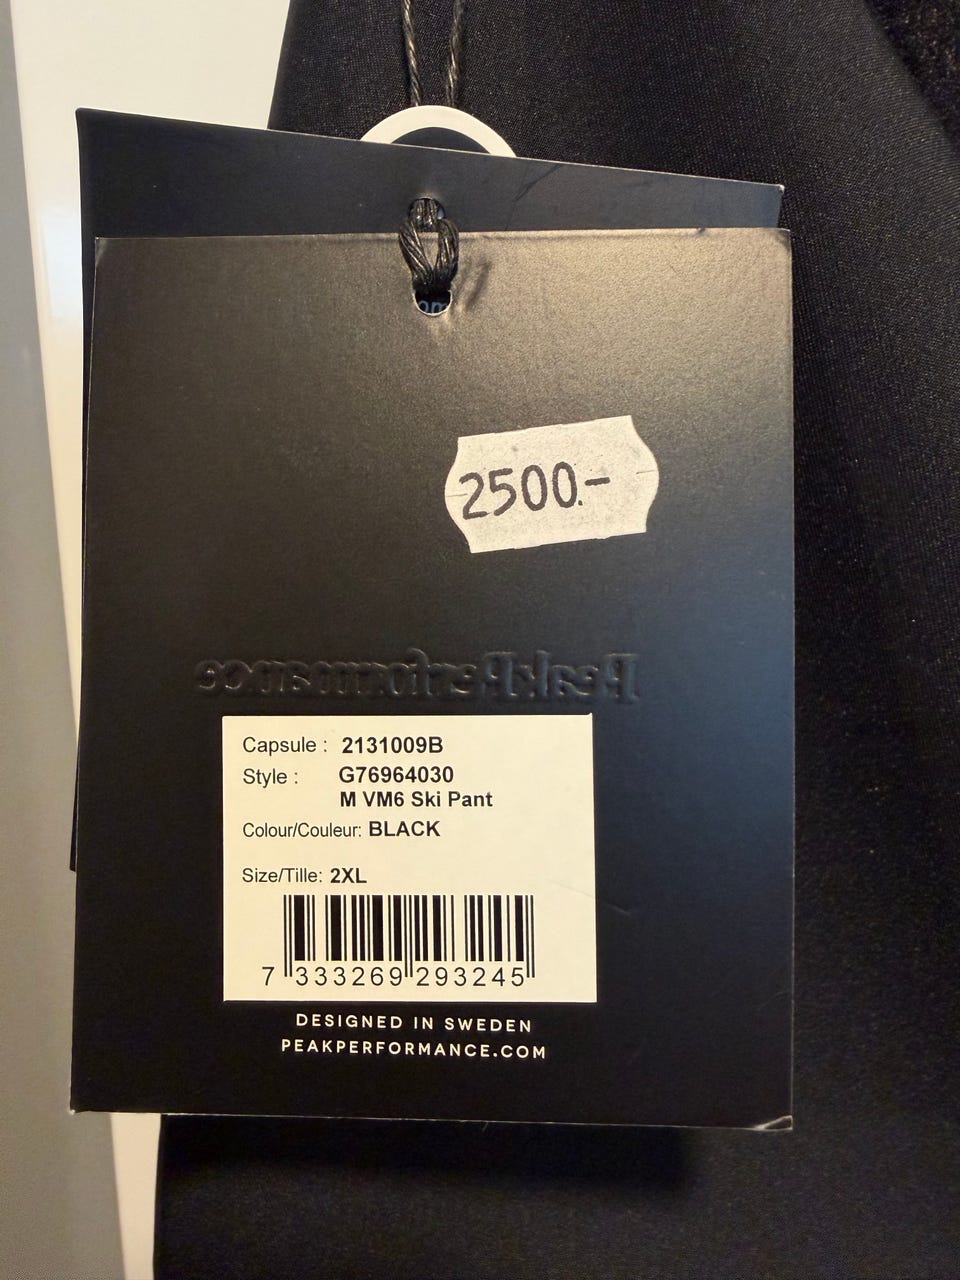 om
2500.-
PeakPerformance
Capsule : 2131009B
Style : G76964030
M VM6 Ski Pant
Colour/Couleur: BLACK
Size/Tille: 2XL
7 333269 293245
DESIGNED IN SWEDEN
PEAKPERFORMANCE.COM